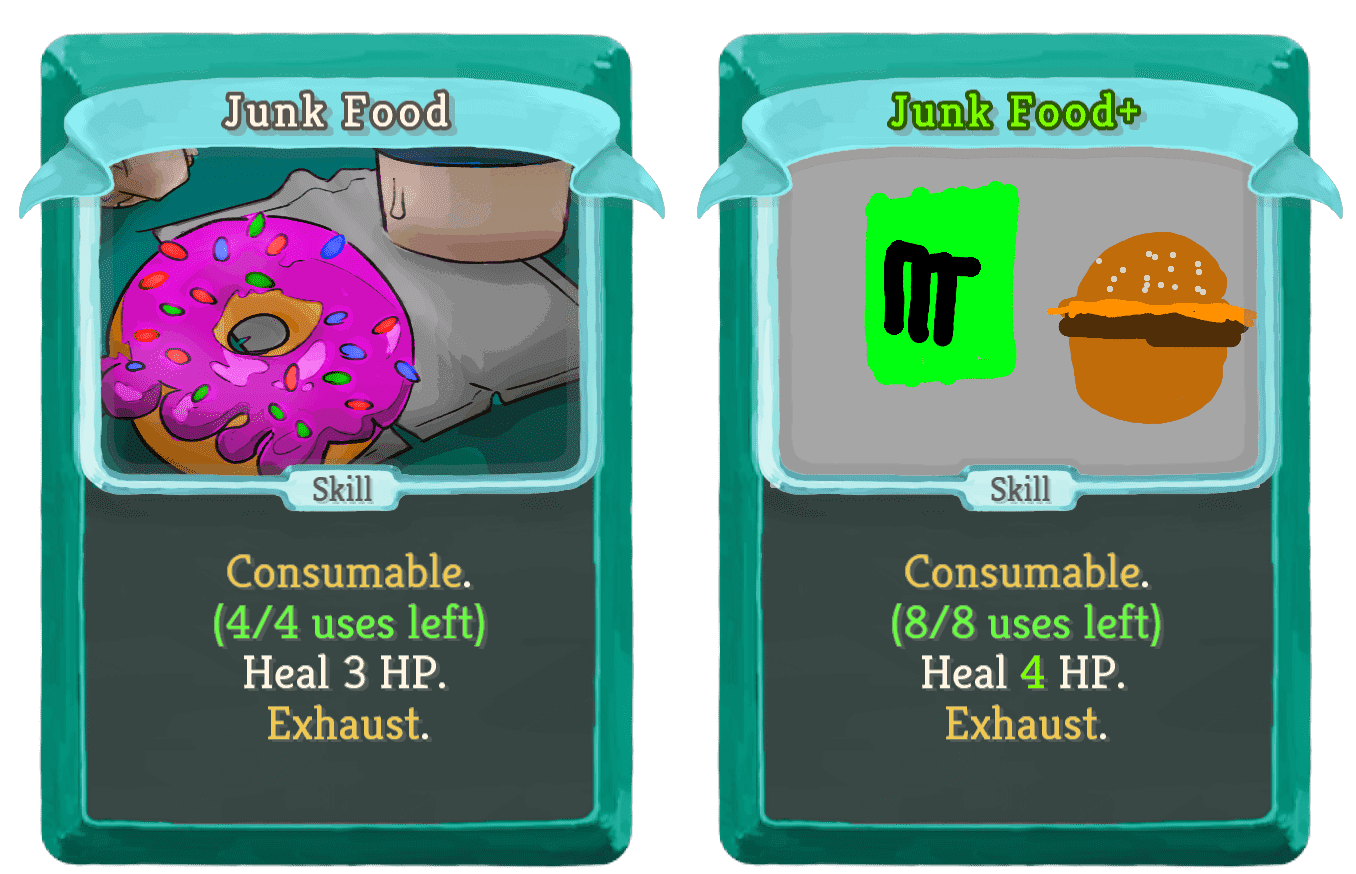 Junk Food
Skill
Consumable.
(4/4 uses left)
Heal 3 HP.
Exhaust.
Junk Food+
Skill
Consumable.
(8/8 uses left)
Heal 4 HP.
Exhaust.